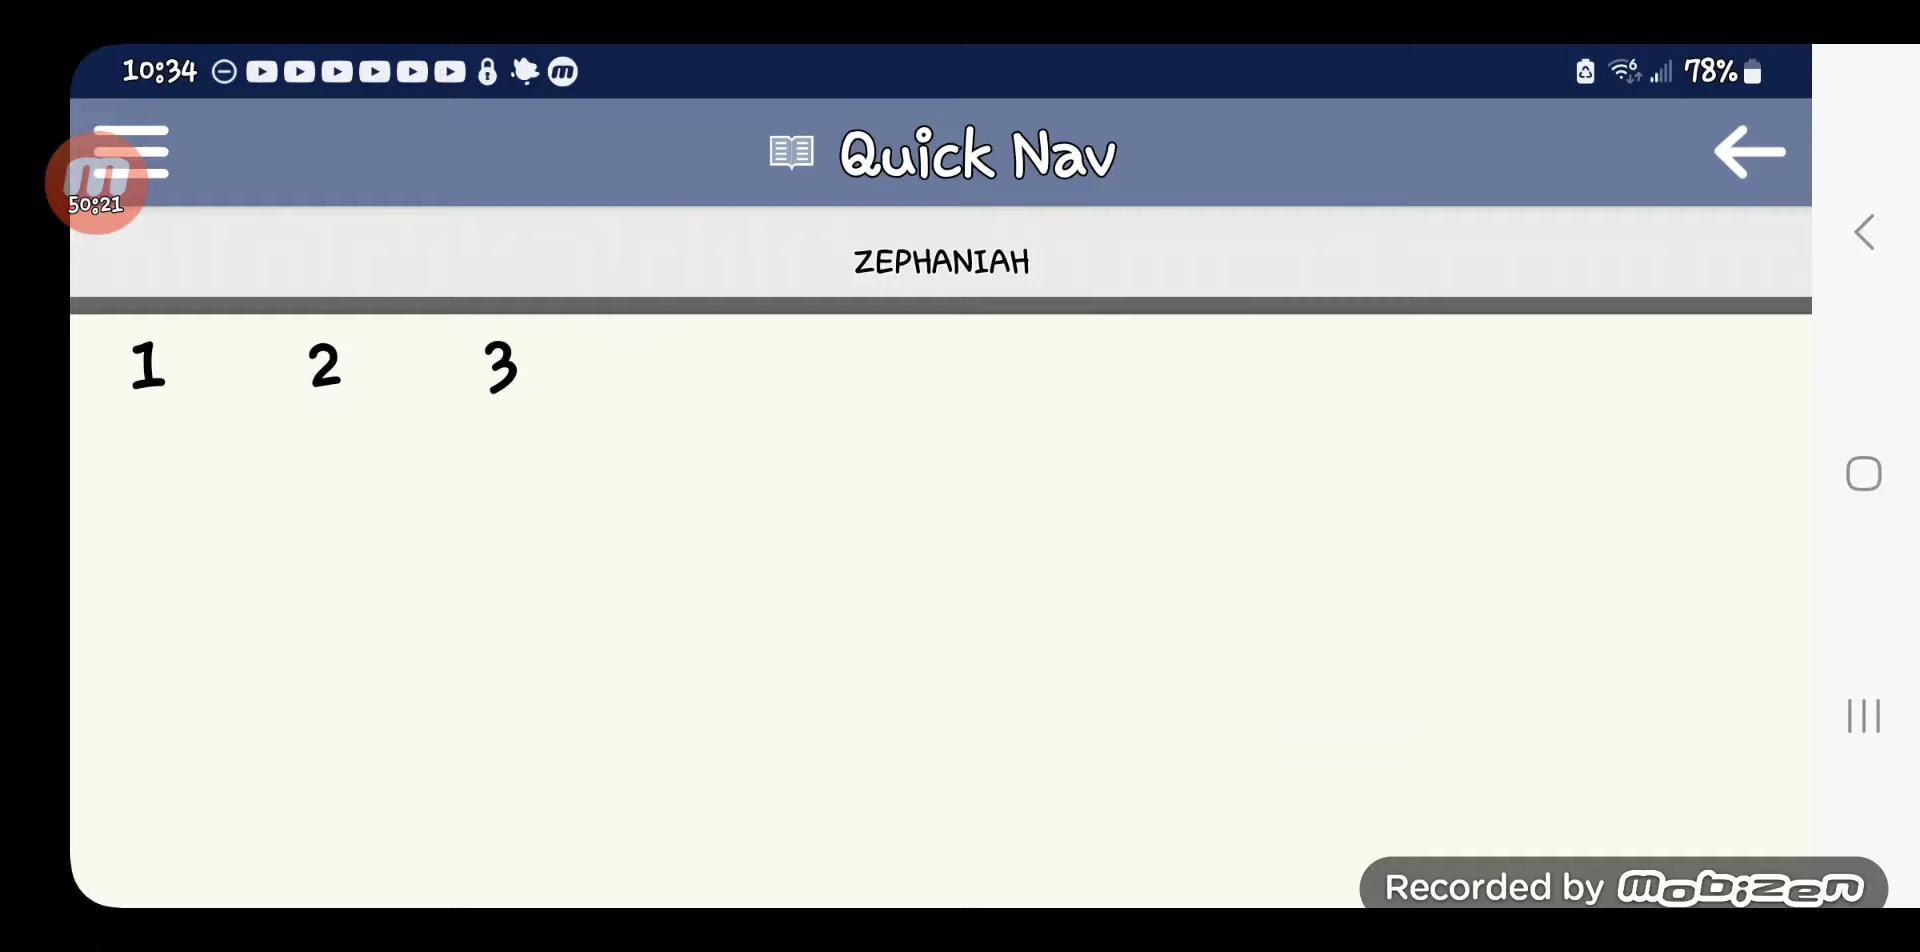 10:34 78%
Quick Nav
50:21
ZEPHANIAH
1 2 3
Recorded by mobizen